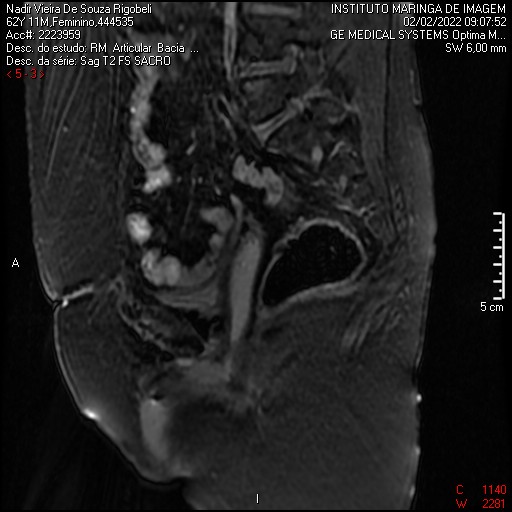 Nadir Vieira De Souza Rigobeli
62Y 11M,Feminino,444535
Acc#: 2223959
Desc. do estudo: RM Articular Bacia ...
Desc. da série: Sag T2 FS SACRO
< 5 - 3 >
INSTITUTO MARINGA DE IMAGEM
02/02/2022 09:07:52
GE MEDICAL SYSTEMS Optima M...
SW 6,00 mm
A
5 cm
I
C 1140
W 2281